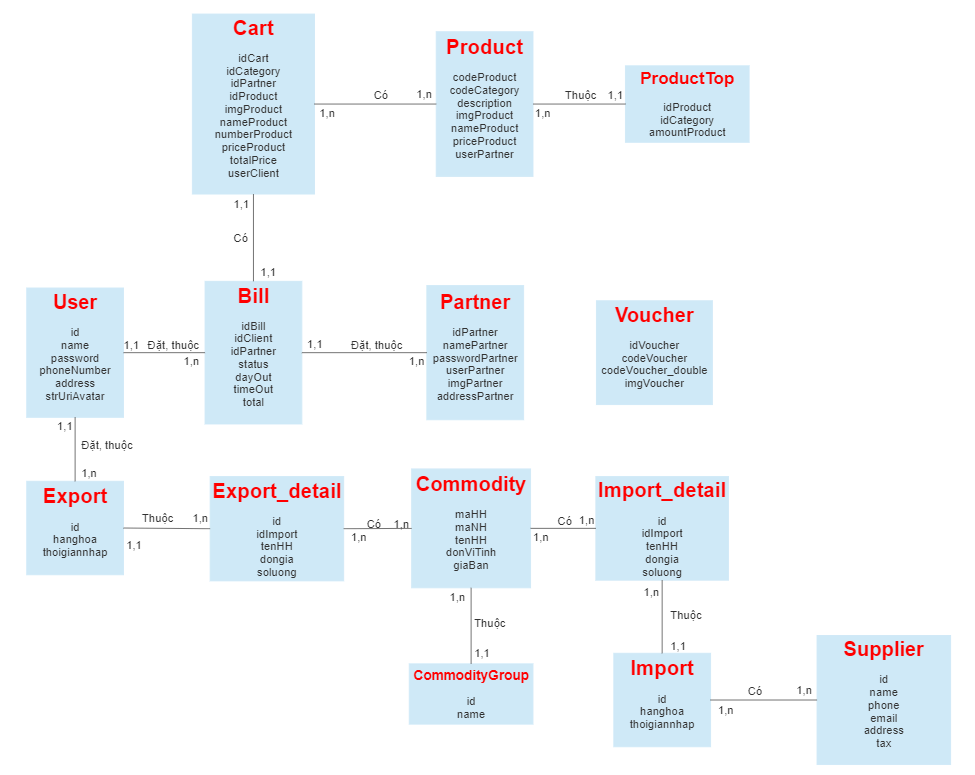 Cart
idCart
idCategory
idPartner
idProduct
imgProduct
nameProduct
numberProduct
priceProduct
totalPrice
userClient
Có
1,n
1,n
Product
codeProduct
codeCategory
description
imgProduct
nameProduct
priceProduct
userPartner
Thuộc
1,1
1,n
ProductTop
idProduct
idCategory
amountProduct
1,1
Có
1,1
User
id
name
password
phoneNumber
address
strUriAvatar
1,1
Đặt, thuộc
1,n
Bill
idBill
idClient
idPartner
status
dayOut
timeOut
total
1,1
Đặt, thuộc
1,n
Partner
idPartner
namePartner
passwordPartner
userPartner
imgPartner
addressPartner
Voucher
idVoucher
codeVoucher
codeVoucher_double
imgVoucher
1,1
Đặt, thuộc
1,n
Export
id
hanghoa
thoigiannhap
Thuộc
1,n
1,1
Export_detail
id
idImport
tenHH
dongia
soluong
Có
1,n
1,n
Commodity
maHH
maNH
tenHH
donViTinh
giaBan
Có
1,n
1,n
Import_detail
id
idImport
tenHH
dongia
soluong
1,n
Thuộc
1,1
CommodityGroup
id
name
1,n
Thuộc
1,1
Import
id
hanghoa
thoigiannhap
Có
1,n
1,n
Supplier
id
name
phone
email
address
tax